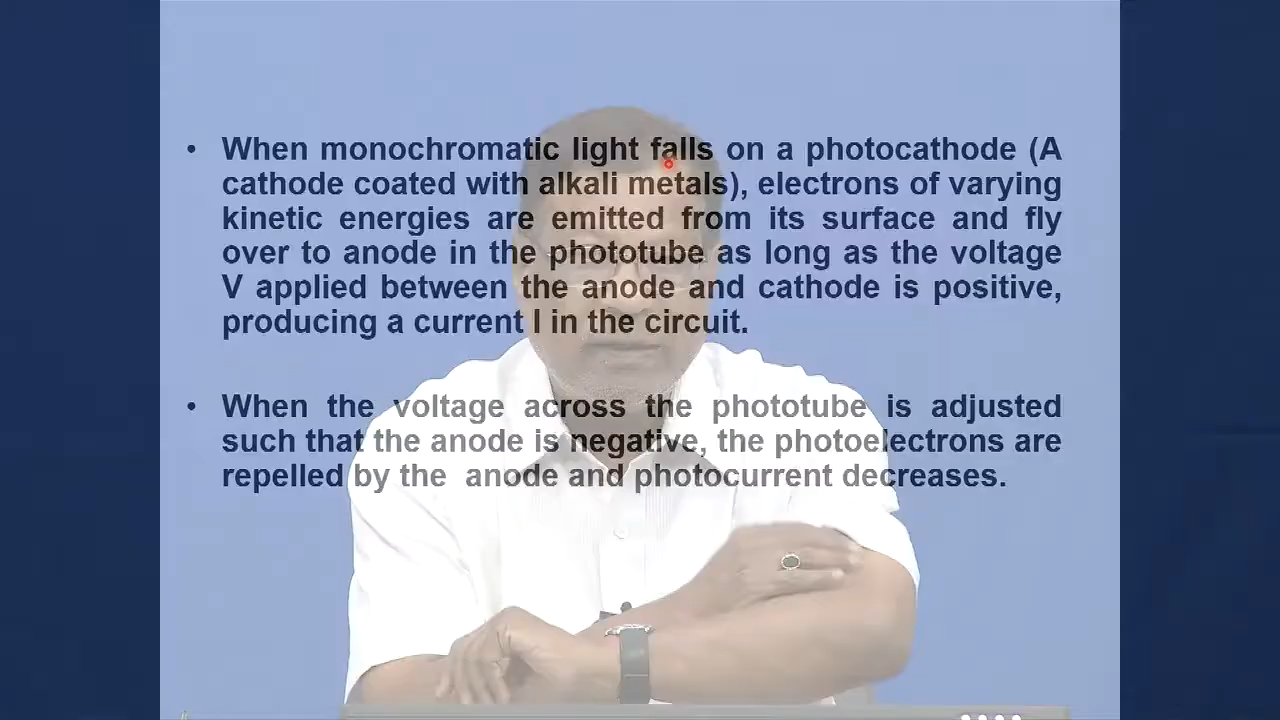 • When monochromatic light falls on a photocathode (A
cathode coated with alkali metals), electrons of varying
kinetic energies are emitted from its surface and fly
over to anode in the phototube as long as the voltage
V applied between the anode and cathode is positive,
producing a current I in the circuit.
• When the voltage across the phototube is adjusted
such that the anode is negative, the photoelectrons are
repelled by the anode and photocurrent decreases.